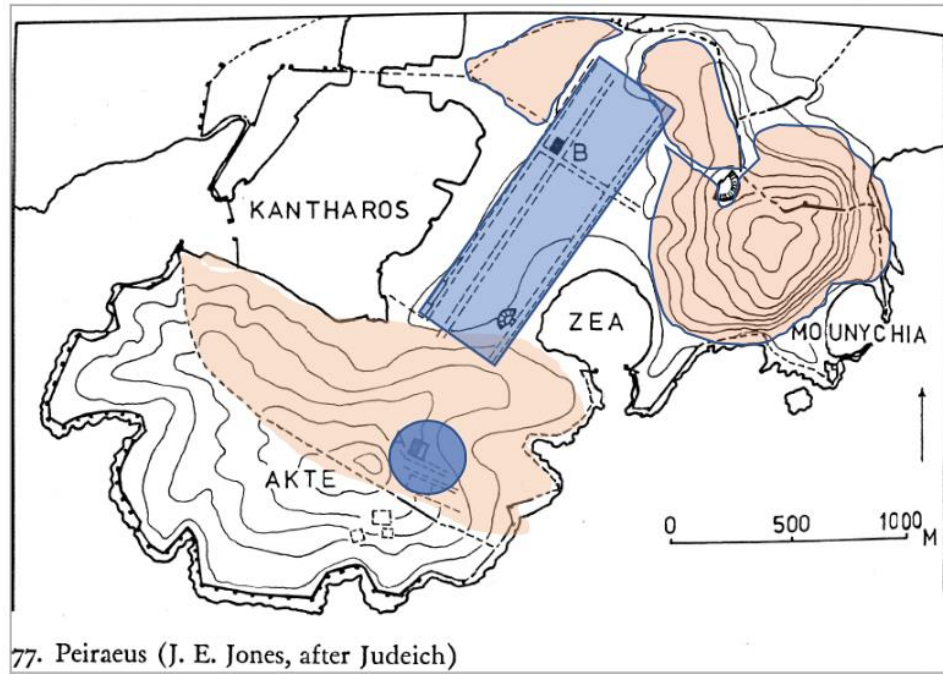 B
KANTHAROS
ZEA
MOUNYCHIA
A
AKTE
0 500 1000 M
77. Peiraeus (J. E. Jones, after Judeich)